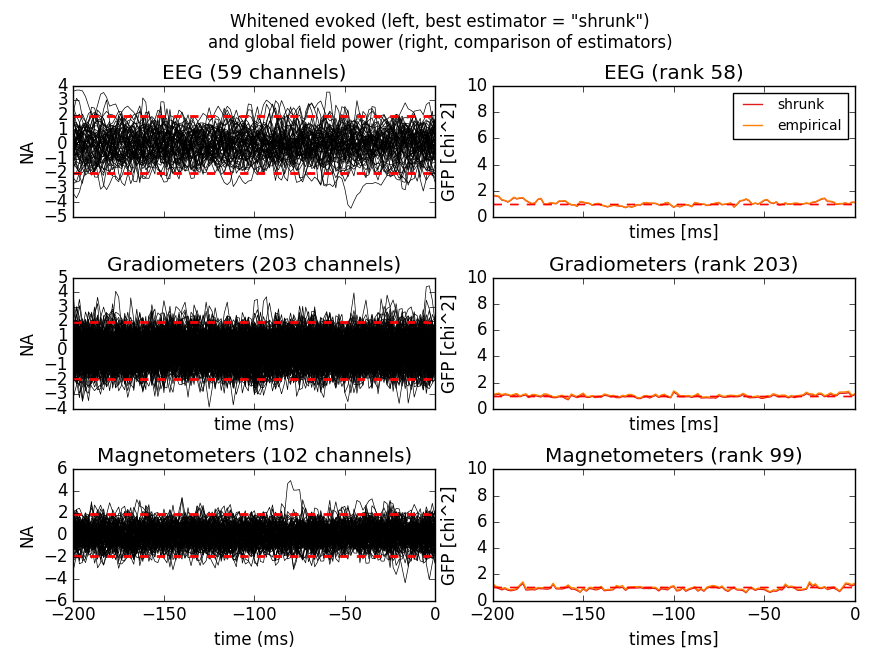 Whitened evoked (left, best estimator = "shrunk")
and global field power (right, comparison of estimators)
EEG (59 channels)
4
3
2
1
0
−1
−2
−3
−4
−5
NA
time (ms)
EEG (rank 58)
10
8
6
4
2
0
GFP [chi^2]
shrunk
empirical
times [ms]
Gradiometers (203 channels)
5
4
3
2
1
0
−1
−2
−3
−4
NA
time (ms)
Gradiometers (rank 203)
10
8
6
4
2
0
GFP [chi^2]
times [ms]
Magnetometers (102 channels)
6
4
2
0
−2
−4
−6
NA
−200 −150 −100 −50 0
time (ms)
Magnetometers (rank 99)
10
8
6
4
2
0
GFP [chi^2]
−200 −150 −100 −50 0
times [ms]